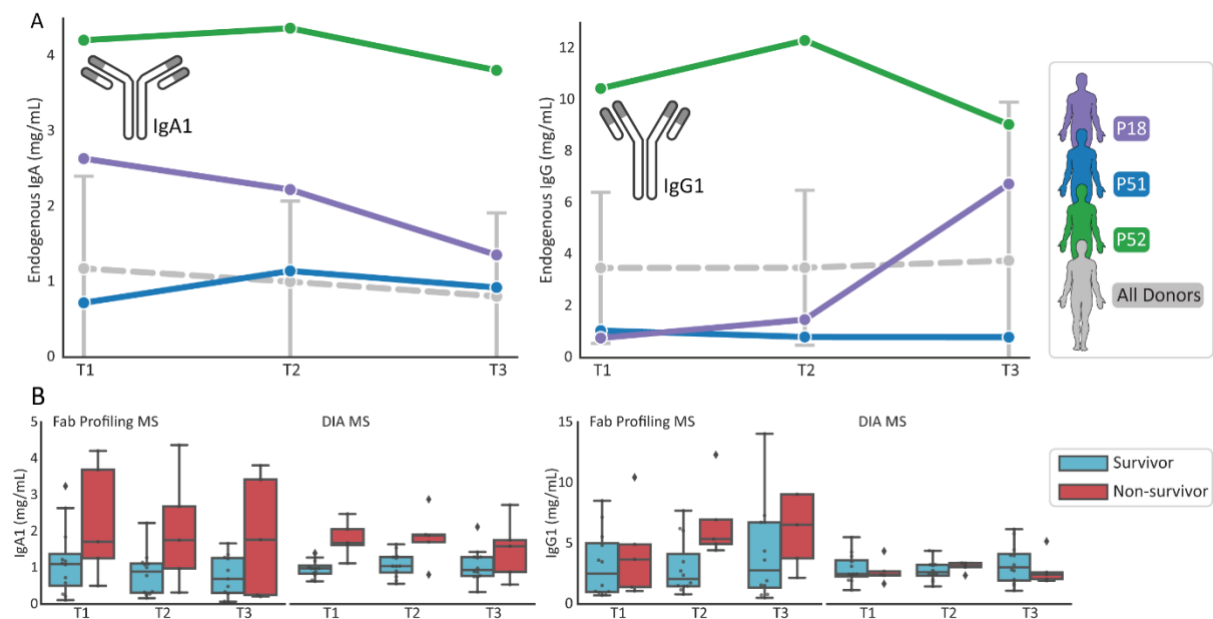 A
Endogenous IgA (mg/mL)
4
3
2
1
0
T1
T2
T3
IgA1
Endogenous IgG (mg/mL)
12
10
8
6
4
2
0
T1
T2
T3
IgG1
P18
P51
P52
All Donors
B
Fab Profiling MS
DIA MS
IgA1 (mg/mL)
5
4
3
2
1
0
T1
T2
T3
T1
T2
T3
Fab Profiling MS
DIA MS
IgG1 (mg/mL)
15
10
5
0
T1
T2
T3
T1
T2
T3
Survivor
Non-survivor